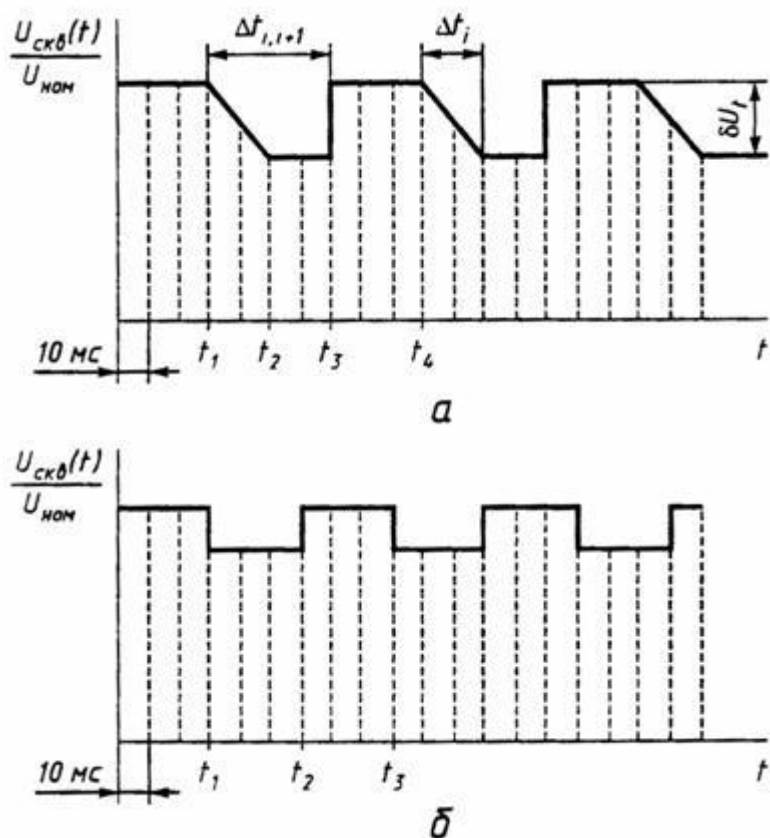 U_скв(t)
U_ном
Δt_i,i+1
Δt_i
δU_t
10 мс
t_1 t_2 t_3 t_4 t
а
U_скв(t)
U_ном
10 мс
t_1 t_2 t_3 t
б